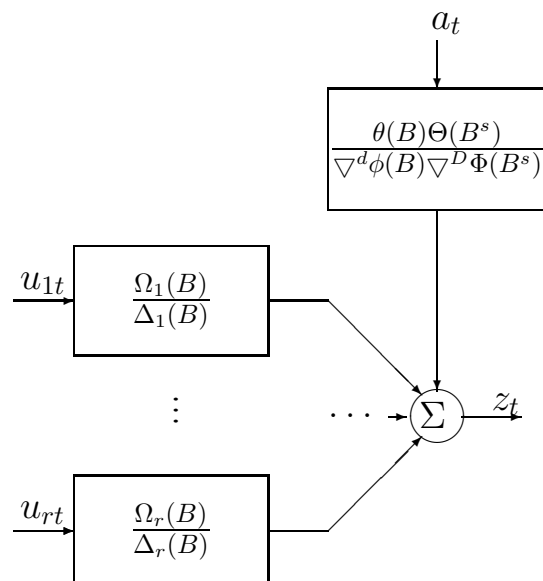 a_t
θ(B)Θ(B^s)
▽^d ϕ(B) ▽^D Φ(B^s)
u_{1t}
Ω_1(B)
Δ_1(B)
⋮
⋯
Σ
z_t
u_{rt}
Ω_r(B)
Δ_r(B)